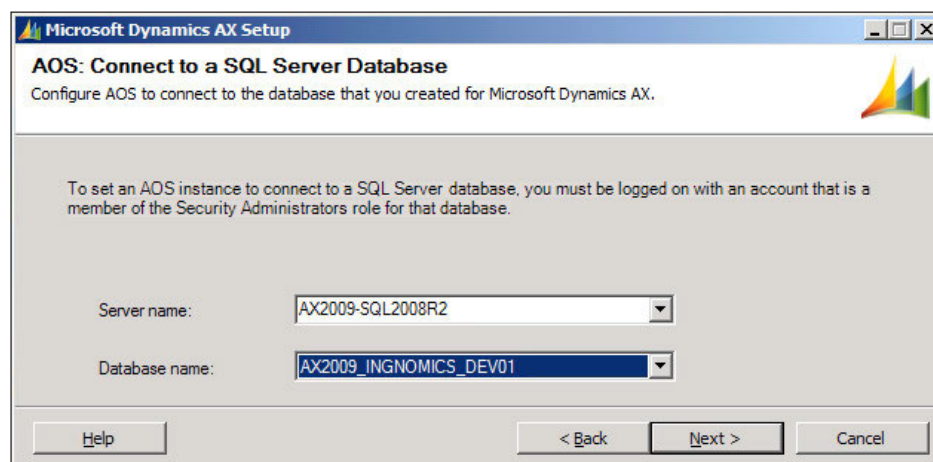 Microsoft Dynamics AX Setup
AOS: Connect to a SQL Server Database
Configure AOS to connect to the database that you created for Microsoft Dynamics AX.
To set an AOS instance to connect to a SQL Server database, you must be logged on with an account that is a
member of the Security Administrators role for that database.
Server name: AX2009-SQL2008R2
Database name: AX2009_INGNOMICS_DEV01
Help < Back Next > Cancel